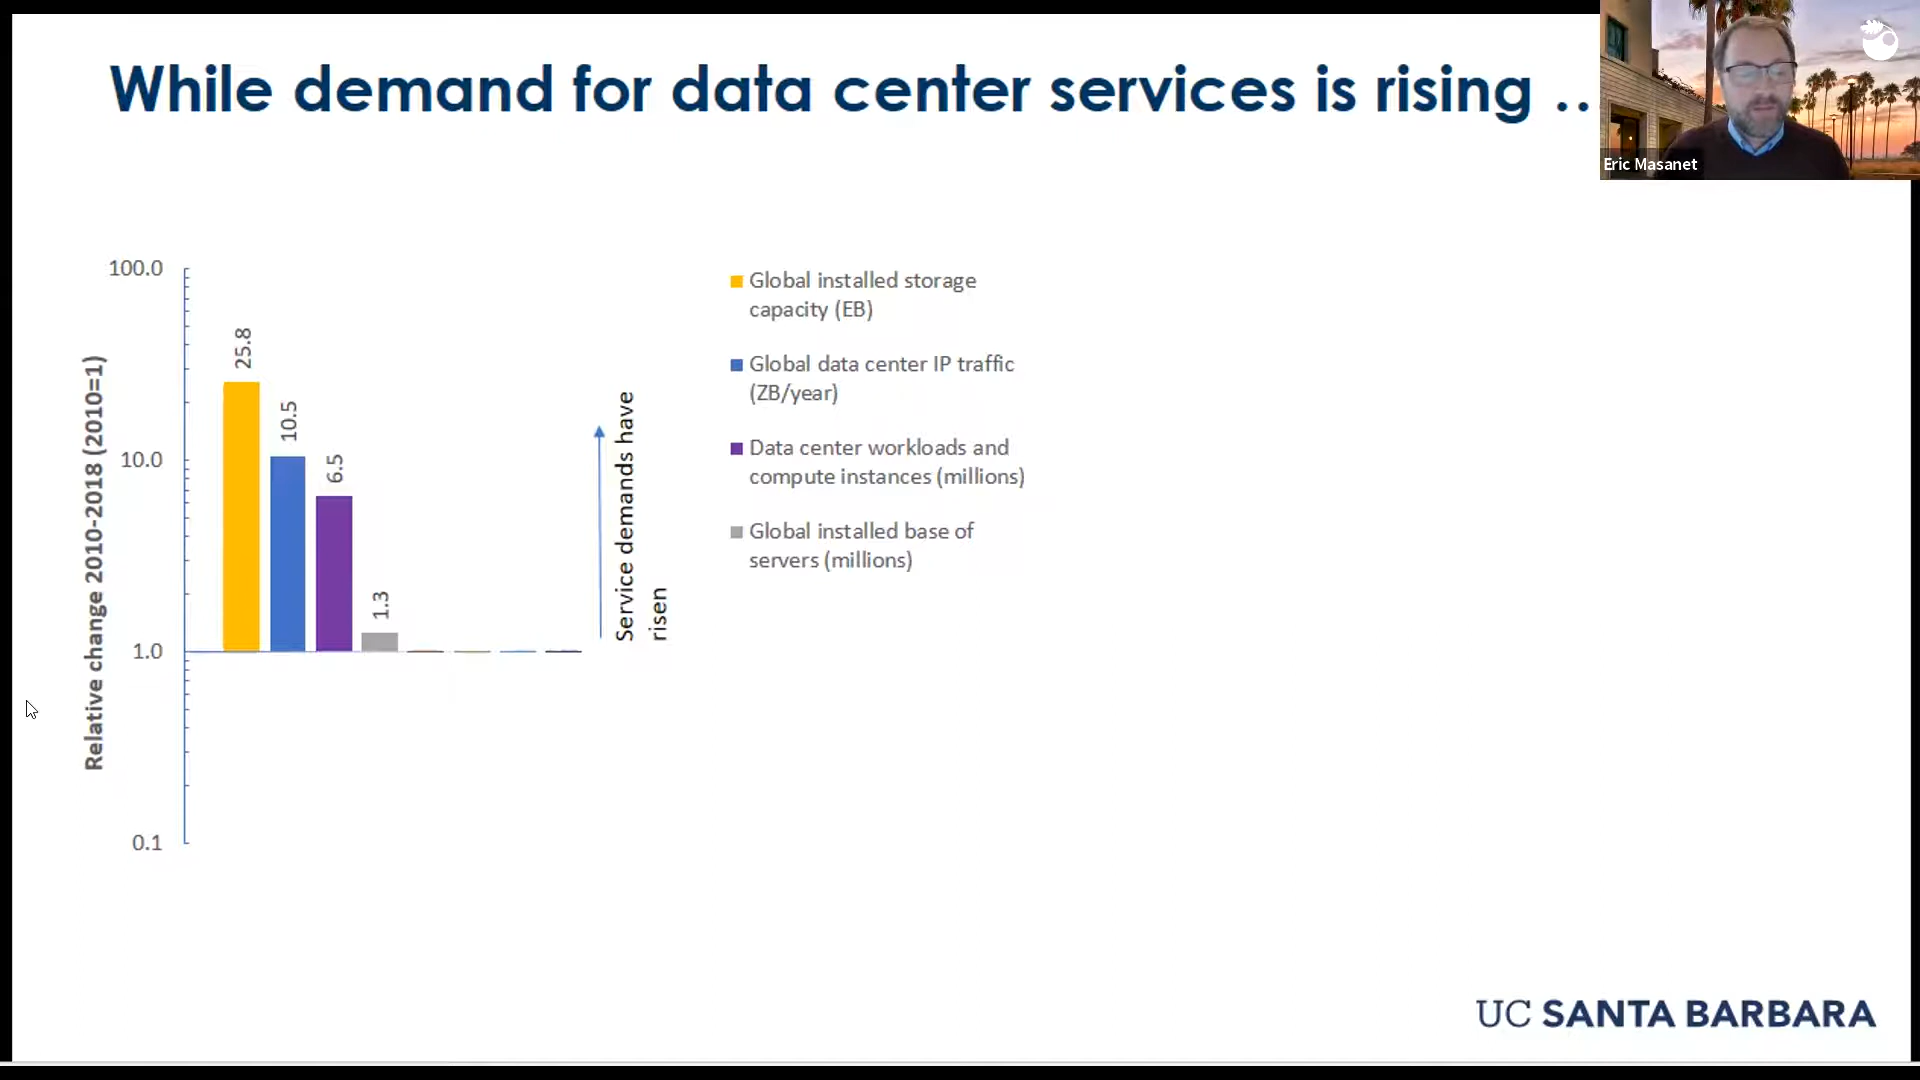 While demand for data center services is rising ...
Eric Masanet
100.0
10.0
1.0
0.1
Relative change 2010-2018 (2010=1)
25.8
10.5
6.5
1.3
Service demands have
risen
Global installed storage
capacity (EB)
Global data center IP traffic
(ZB/year)
Data center workloads and
compute instances (millions)
Global installed base of
servers (millions)
UC SANTA BARBARA